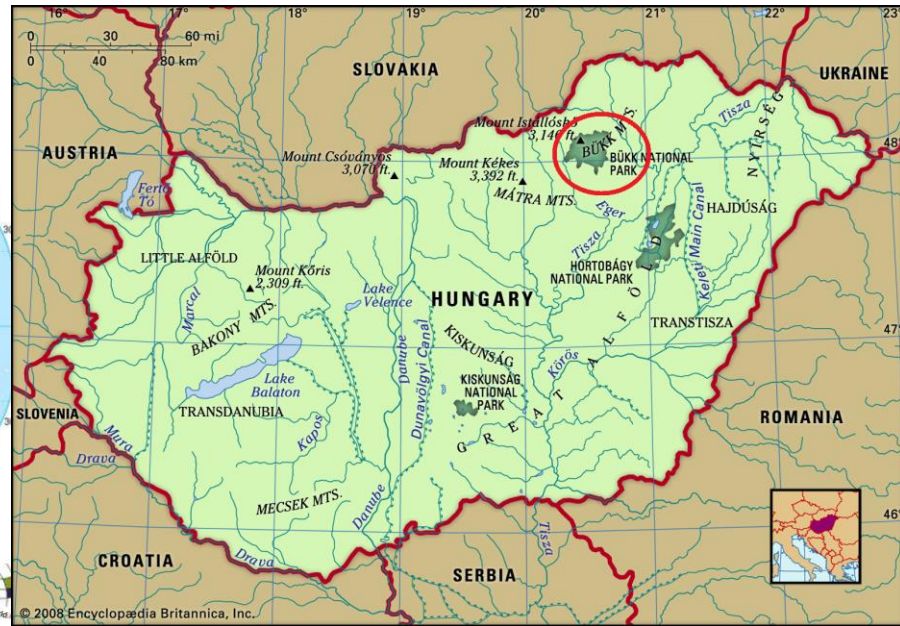 16°
17°
18°
19°
20°
21°
22°
23°
0 30 60 mi
0 40 80 km
SLOVAKIA
UKRAINE
AUSTRIA
Mount Istállóskő
3,146 ft.
BÜKK MTS.
Tisza
NYÍRSÉG
48°
Mount Csóványos
3,070 ft.
Mount Kékes
3,392 ft.
BÜKK NATIONAL
PARK
MÁTRA MTS.
Fertő
Tó
Eger
HAJDÚSÁG
Tisza
Keleti Main Canal
LITTLE ALFÖLD
Mount Kőris
2,309 ft.
HORTOBÁGY
NATIONAL PARK
Lake
Velence
HUNGARY
Marcal
BAKONY MTS.
TRANSTISZA
47°
Danube
Dunavölgyi Canal
KISKUNSÁG
Körös
GREAT ALFÖLD
Lake
Balaton
KISKUNSÁG
NATIONAL
PARK
SLOVENIA
TRANSDANUBIA
ROMANIA
Kapos
Mura
Drava
MECSEK MTS.
Danube
Tisza
46°
CROATIA
Drava
SERBIA
© 2008 Encyclopædia Britannica, Inc.